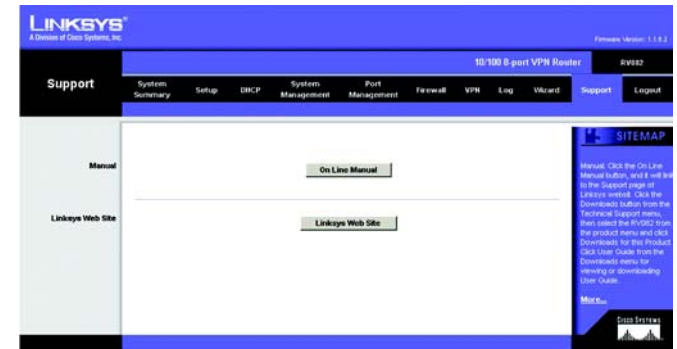 LINKSYS®
A Division of Cisco Systems, Inc.
Firmware Version: 1.1.6.2
10/100 8-port VPN Router
RV082
Support
System Summary
Setup
DHCP
System Management
Port Management
Firewall
VPN
Log
Wizard
Support
Logout
SITEMAP
Manual
On Line Manual
Linksys Web Site
Linksys Web Site
Manual: Click the On Line
Manual button, and it will link
to the Support page of
Linksys websit. Click the
Downloads button from the
Technical Support menu,
then select the RV082 from
the product menu and click
Downloads for this Product.
Click User Guide from the
Downloads menu for
viewing or downloading
User Guide.
More...
CISCO SYSTEMS